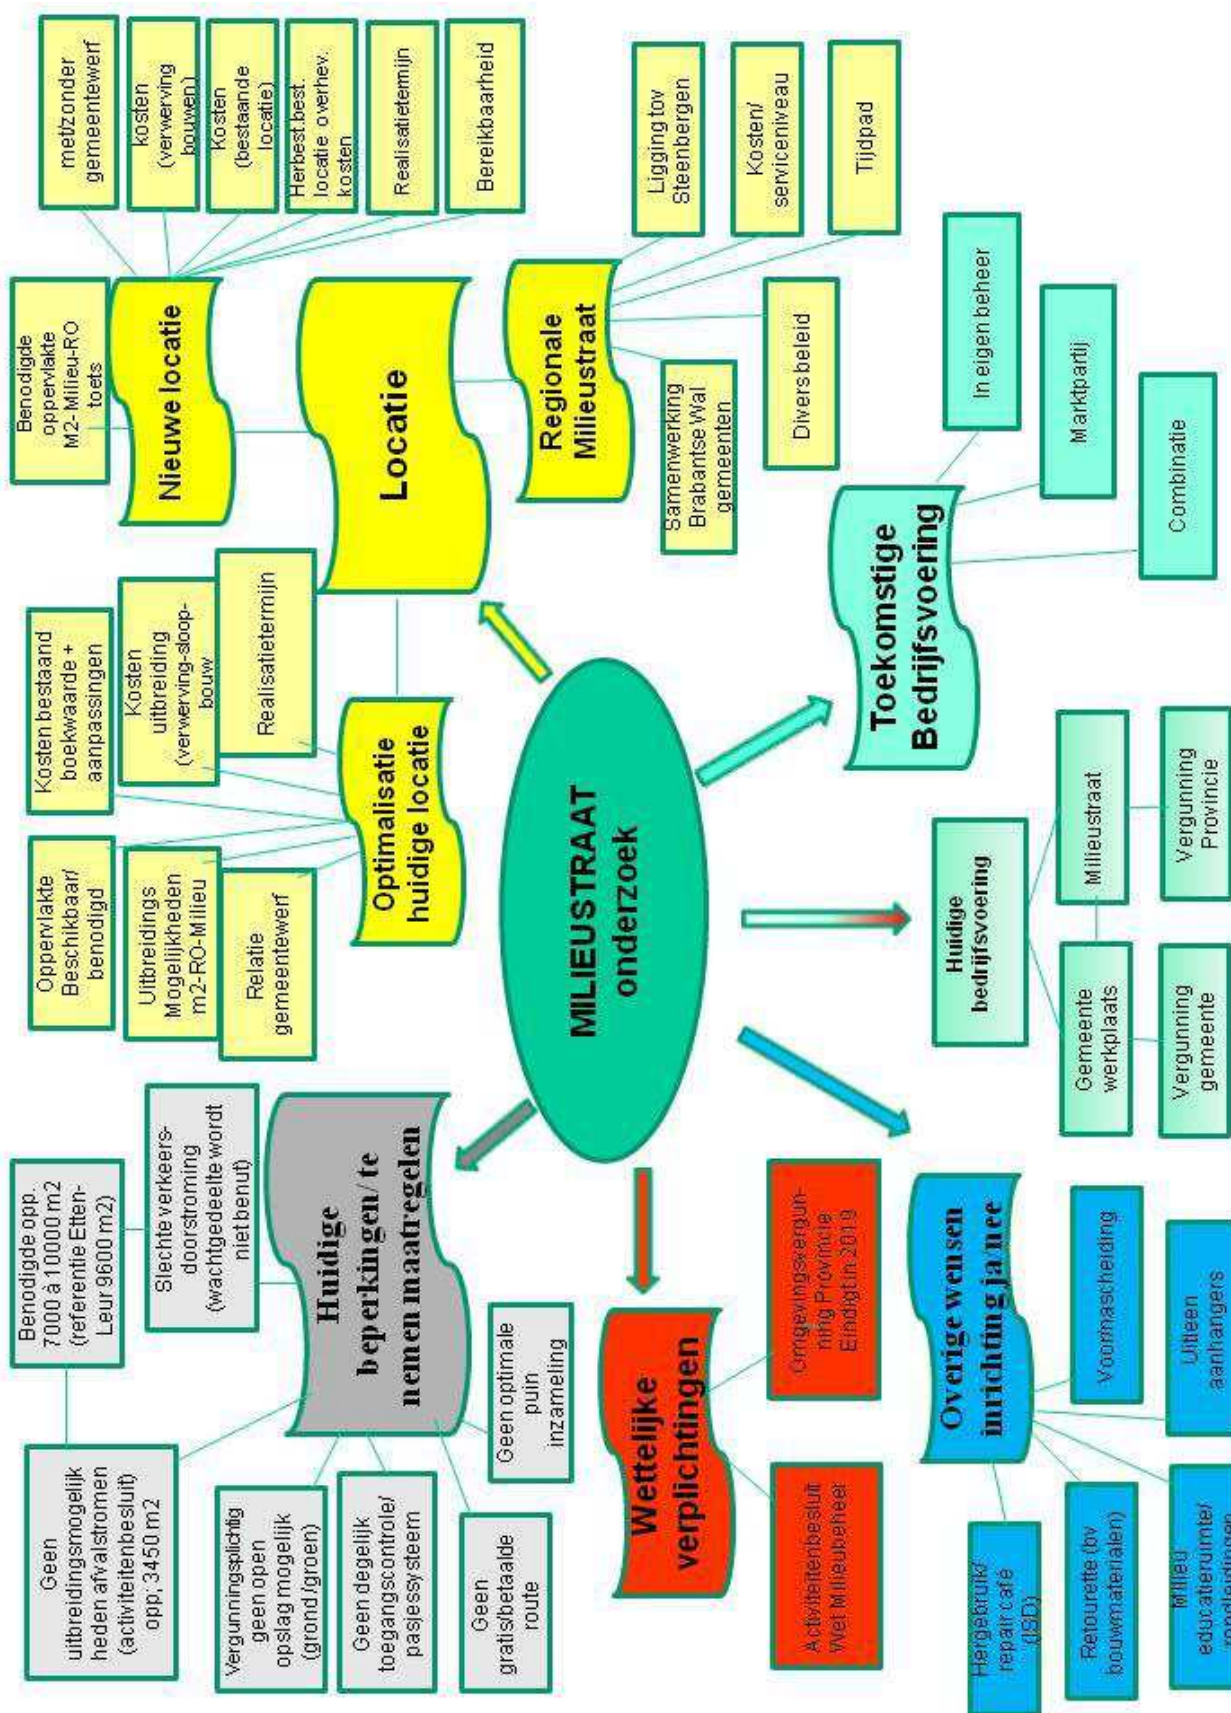 Geen
uitbreidingsmogelijk
heden afvalstromen
(activiteitenbesluit)
opp; 3450 m2
Benodigde opp.
7000 à 10000 m2
(referentie Etten-
Leur 9600 m2)
Slechte verkeers-
doorstroming
(wachtgedeelte wordt
niet benut)
Vergunningsplichtig
geen open
opslag mogelijk
(grond /groen)
Geen degelijk
toegangscontrole/
pasjessysteem
Geen
gratis/betaalde
route
Geen optimale
puin
inzameling
Huidige
beperkingen/ te
nemen maatregelen
Oppervlakte
Beschikbaar/
benodigd
Uitbreidings
Mogelijkheden
m2-RO-Milieu
Relatie
gemeentewerf
Kosten bestaand
boekwaarde +
aanpassingen
Kosten
uitbreiding
(verwerving-sloop-
bouw
Realisatietermijn
Optimalisatie
huidige locatie
Benodigde
oppervlakte
M2- Milieu-RO
toets
Nieuwe locatie
met/zonder
gemeentewerf
kosten
(verwerving
bouwen)
Kosten
(bestaande
locatie)
Herbest.best.
locatie overhev.
kosten
Realisatietermijn
Bereikbaarheid
Locatie
Regionale
Milieustraat
Ligging tov
Steenbergen
Kosten/
serviceniveau
Tijdpad
Samenwerking
Brabantse Wal
gemeenten
Diversbeleid
MILIEUSTRAAT
onderzoek
Toekomstige
Bedrijfsvoering
In eigen beheer
Marktpartij
Combinatie
Huidige
bedrijfsvoering
Gemeente
werkplaats
Milieustraat
Vergunning
gemeente
Vergunning
Provincie
Wettelijke
verplichtingen
Activiteitenbesluit
Wet Milieubeheer
Omgevingsvergun-
ning Provincie
Eindigt in 2019
Overige wensen
inrichting ja/nee
Hergebruik/
repair café
(ISD)
Retourette (bv
bouwmaterialen)
Milieu
educatieruimte/
Voornascheiding
Uitleen
aanhangers